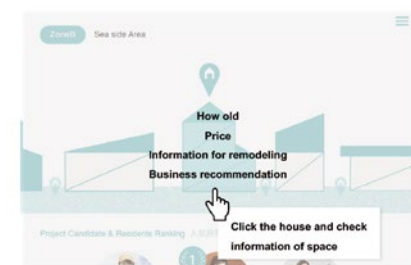 Sea side Area
How old
Price
Information for remodeling
Business recommendation
Click the house and check
information of space
Project Candidate & Residents Ranking
1